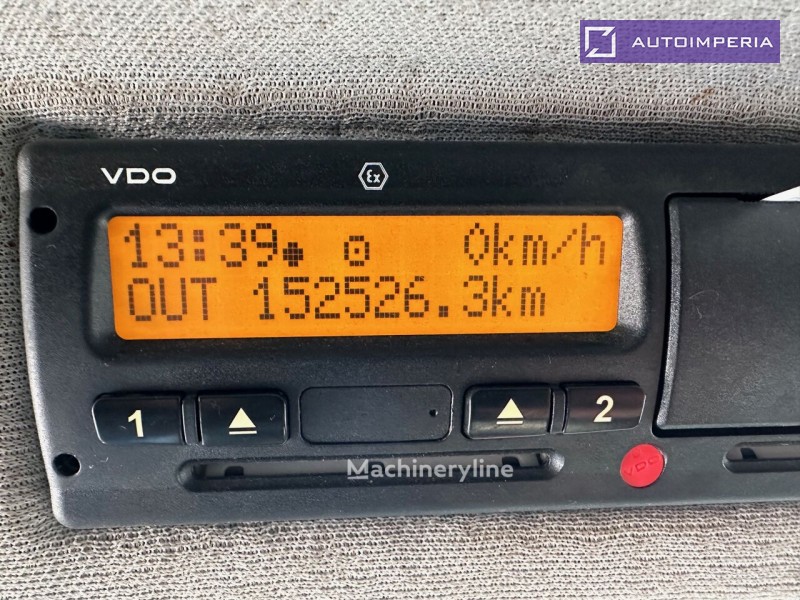 AUTOIMPERIA
VDO
Ex
13:39 0km/h
OUT 152526.3km
1
2
Machineryline
VDO